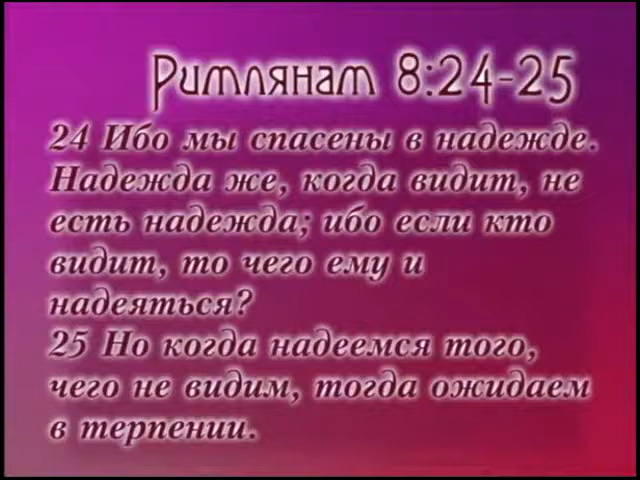 Римлянам 8:24-25
24 Ибо мы спасены в надежде.
Надежда же, когда видит, не
есть надежда; ибо если кто
видит, то чего ему и
надеяться?
25 Но когда надеемся того,
чего не видим, тогда ожидаем
в терпении.